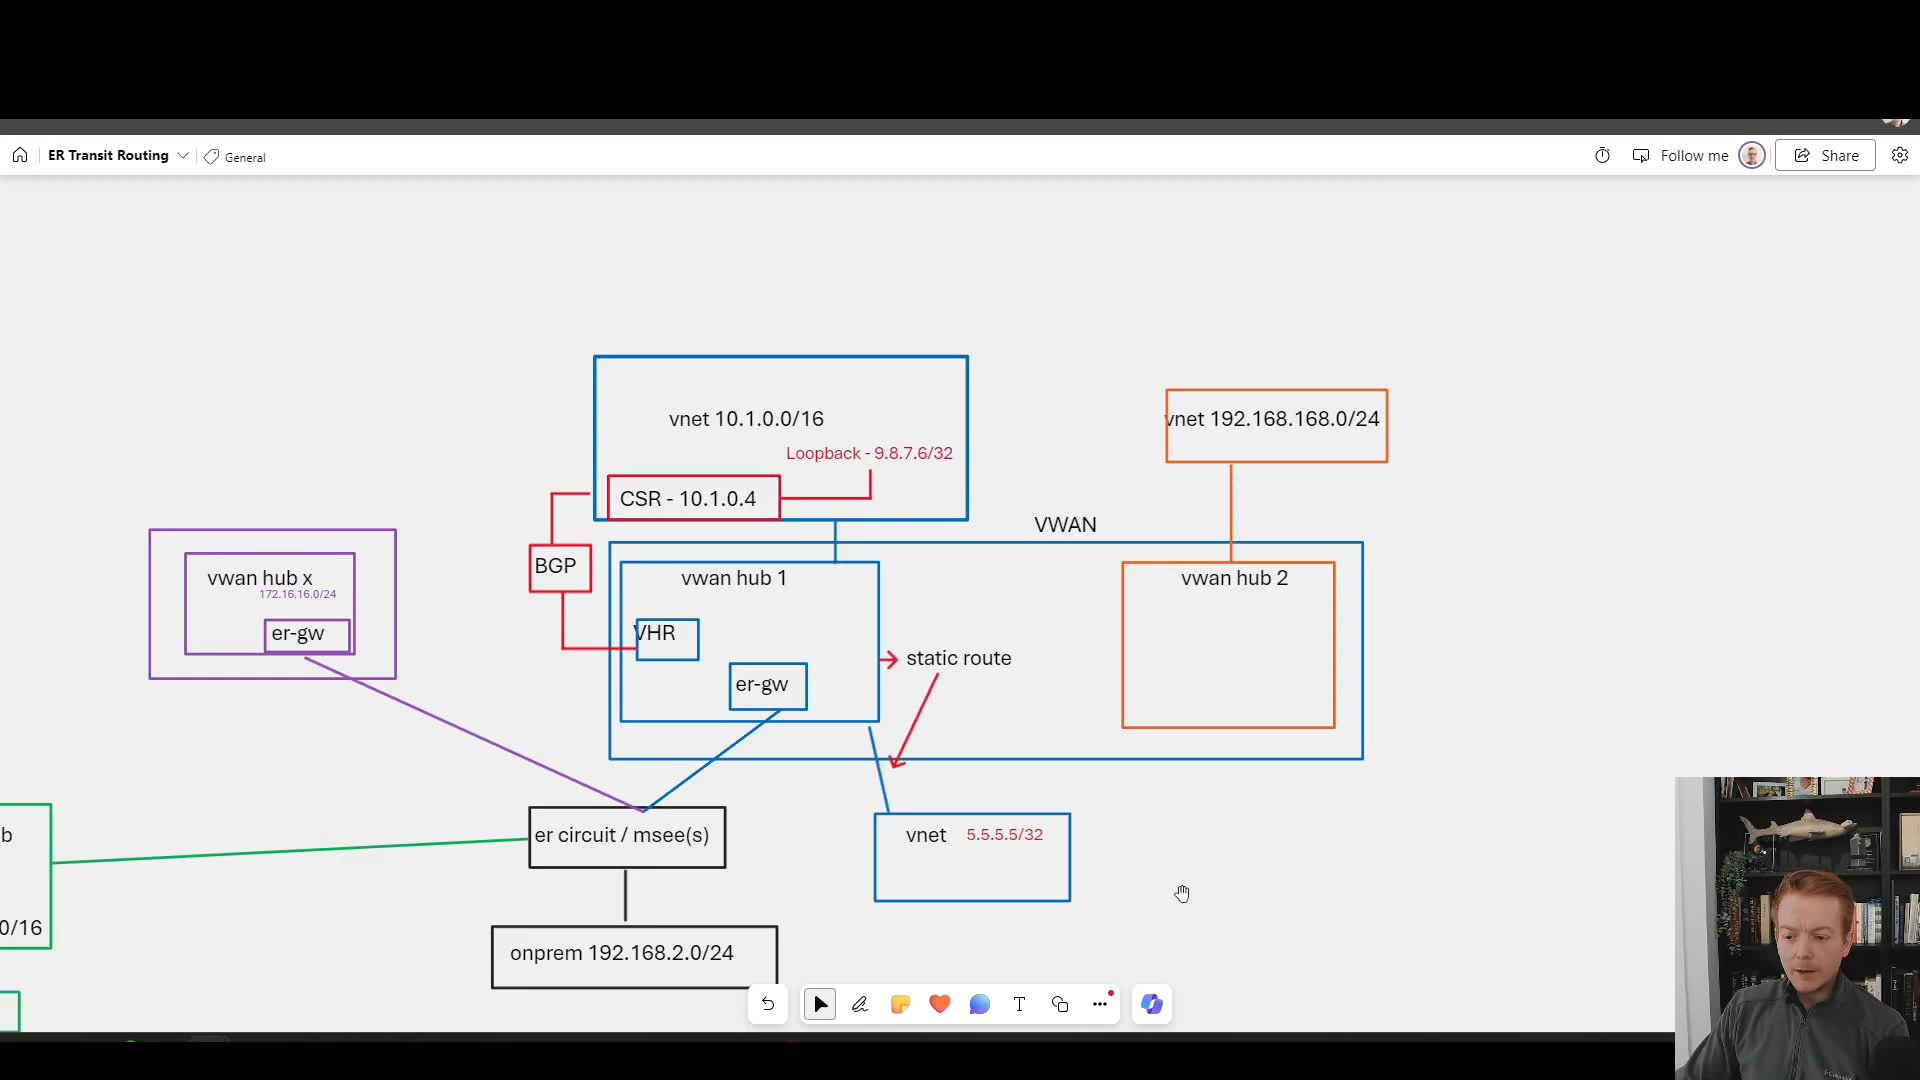 ER Transit Routing
General
Follow me
Share
vnet 10.1.0.0/16
vnet 192.168.168.0/24
Loopback - 9.8.7.6/32
CSR - 10.1.0.4
VWAN
BGP
vwan hub x
172.16.16.0/24
er-gw
vwan hub 1
vwan hub 2
VHR
static route
er-gw
b
er circuit / msee(s)
vnet 5.5.5.5/32
0/16
onprem 192.168.2.0/24
T